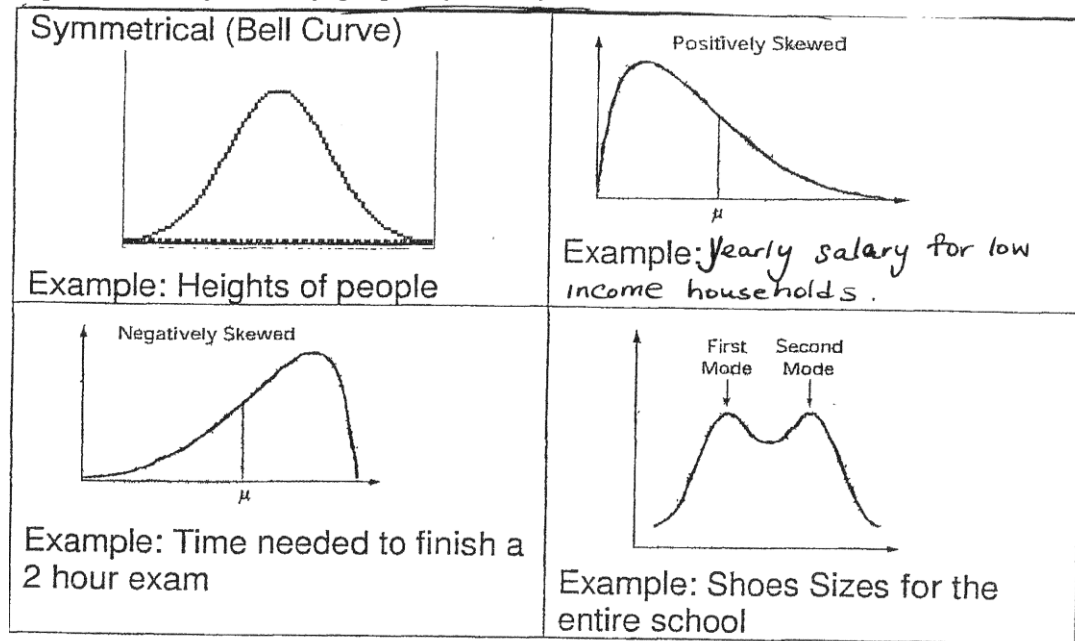 Symmetrical (Bell Curve)
Example: Heights of people
Positively Skewed
μ
Example: Yearly salary for low
income households.
Negatively Skewed
μ
Example: Time needed to finish a
2 hour exam
First Second
Mode Mode
Example: Shoes Sizes for the
entire school